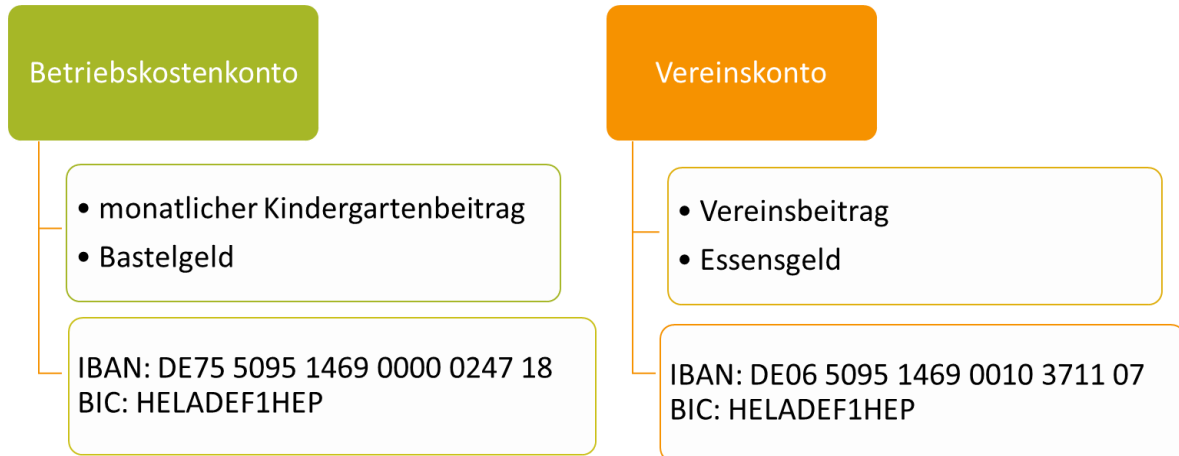 Betriebskostenkonto
• monatlicher Kindergartenbeitrag
• Bastelgeld
IBAN: DE75 5095 1469 0000 0247 18
BIC: HELADEF1HEP
Vereinskonto
• Vereinsbeitrag
• Essensgeld
IBAN: DE06 5095 1469 0010 3711 07
BIC: HELADEF1HEP